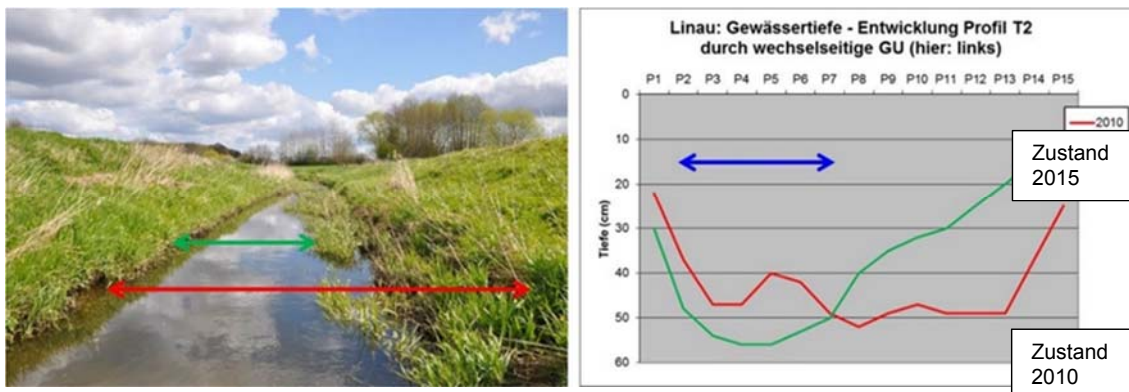 Linau: Gewässertiefe - Entwicklung Profil T2
durch wechselseitige GU (hier: links)
P1 P2 P3 P4 P5 P6 P7 P8 P9 P10 P11 P12 P13 P14 P15
0
10
20
30
40
50
60
Tiefe (cm)
2010
Zustand
2015
Zustand
2010